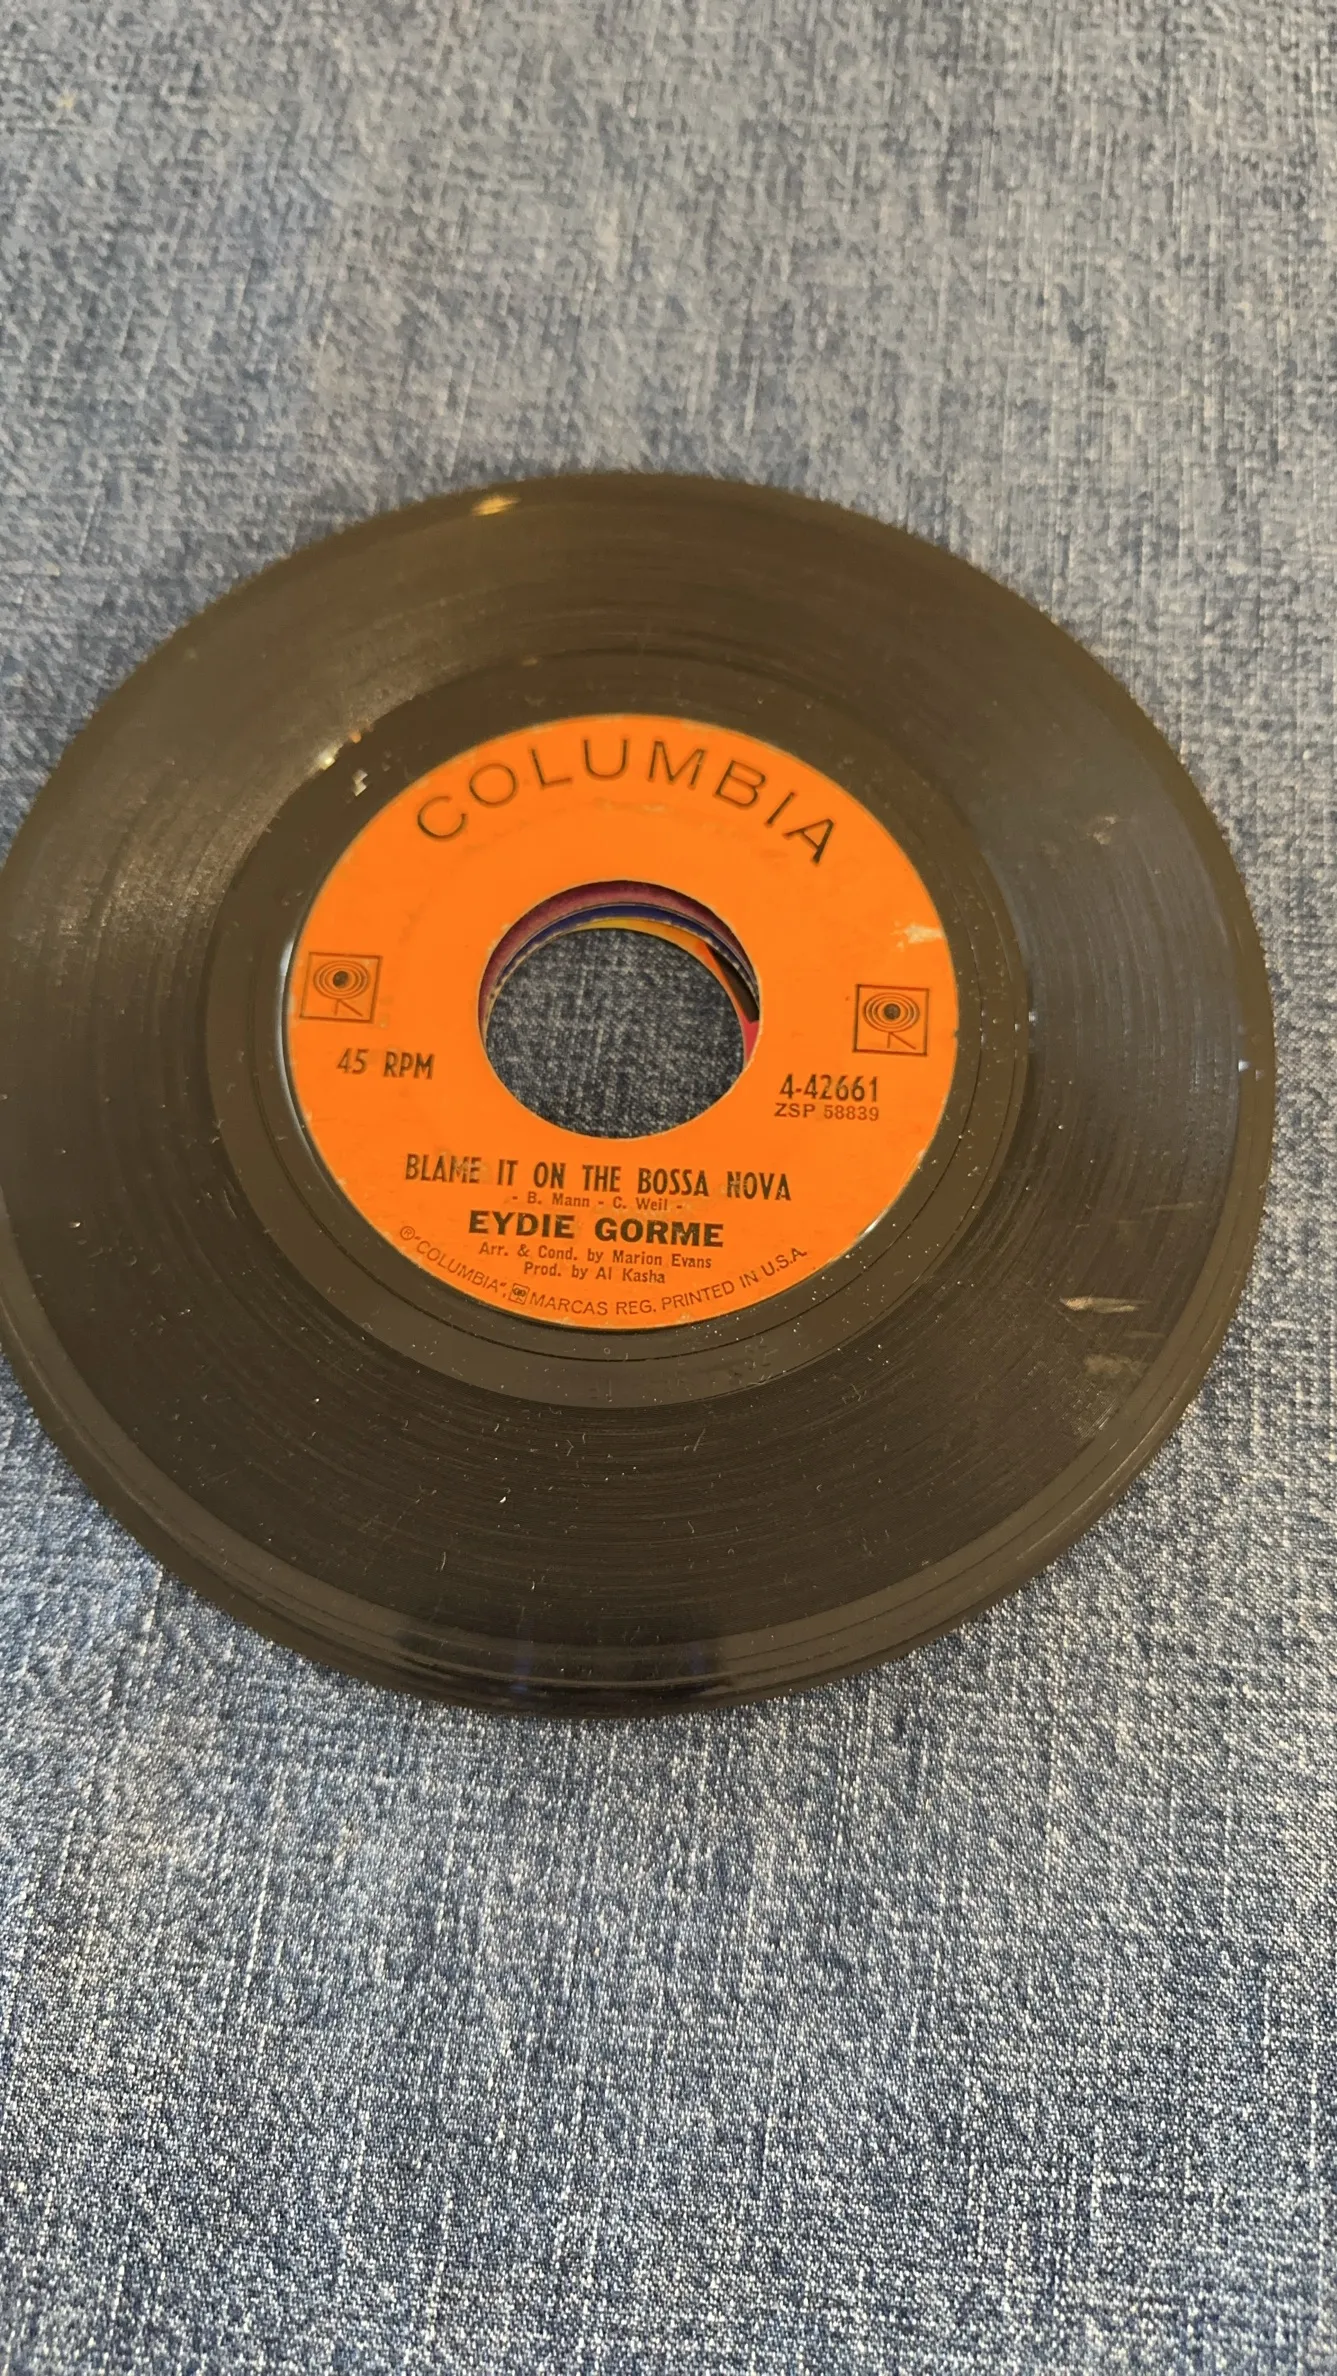 COLUMBIA
45 RPM
4-42661
ZSP 58839
BLAME IT ON THE BOSSA NOVA
- B. Mann - C. Weil -
EYDIE GORME
Arr. & Cond. by Marion Evans
Prod. by Al Kasha
® "COLUMBIA", MARCAS REG. PRINTED IN U.S.A.